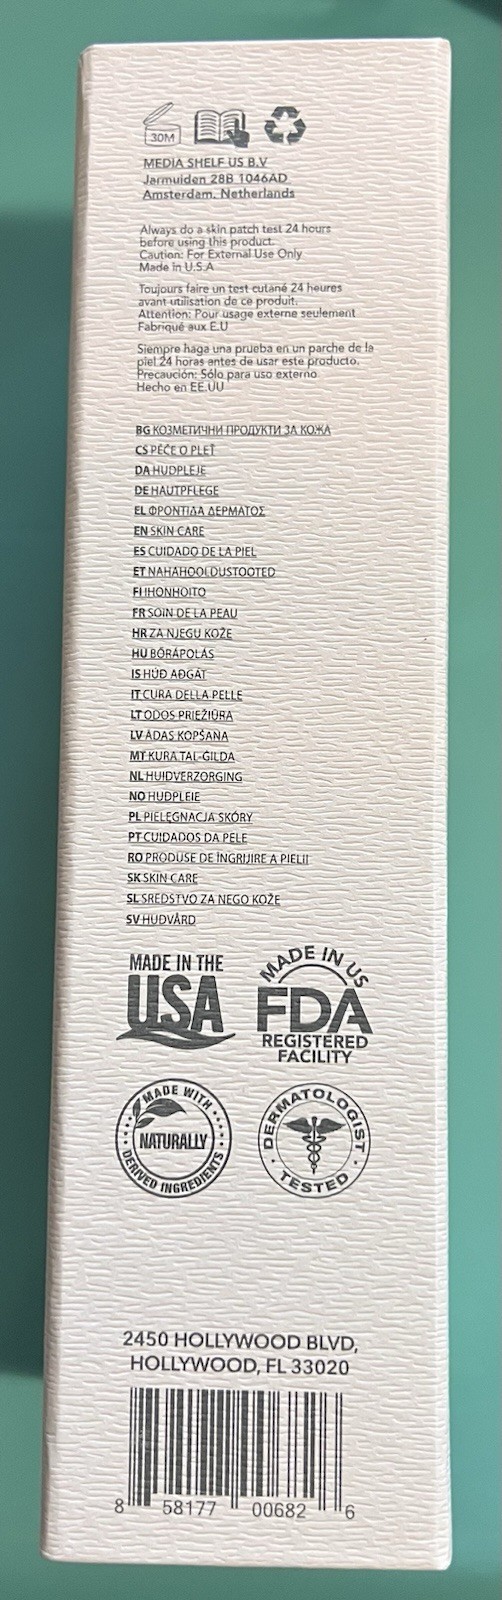 30M
MEDIA SHELF US B.V
Jarmuiden 28B 1046AD
Amsterdam. Netherlands
Always do a skin patch test 24 hours
before using this product.
Caution: For External Use Only
Made in U.S.A
Toujours faire un test cutané 24 heures
avant utilisation de ce produit.
Attention: Pour usage externe seulement
Fabriqué aux E.U
Siempre haga una prueba en un parche de la
piel 24 horas antes de usar este producto.
Precaución: Sólo para uso externo
Hecho en EE.UU
BG КОЗМЕТИЧНИ ПРОДУКТИ ЗА КОЖА
CS PÉČE O PLEŤ
DA HUDPLEJE
DE HAUTPFLEGE
EL ΦΡΟΝΤΙΔΑ ΔΕΡΜΑΤΟΣ
EN SKIN CARE
ES CUIDADO DE LA PIEL
ET NAHAHOOLDUSTOOTED
FI IHONHOITO
FR SOIN DE LA PEAU
HR ZA NJEGU KOŽE
HU BŐRÁPOLÁS
IS HÚÐ AÐGÁT
IT CURA DELLA PELLE
LT ODOS PRIEŽIŪRA
LV ĀDAS KOPŠANA
MT KURA TAL-ĠILDA
NL HUIDVERZORGING
NO HUDPLEIE
PL PIELĘGNACJA SKÓRY
PT CUIDADOS DA PELE
RO PRODUSE DE ÎNGRIJIRE A PIELII
SK SKIN CARE
SL SREDSTVO ZA NEGO KOŽE
SV HUDVÅRD
MADE IN THE
USA
MADE IN US
FDA
REGISTERED
FACILITY
MADE WITH
NATURALLY
DERIVED INGREDIENTS
DERMATOLOGIST
TESTED
2450 HOLLYWOOD BLVD,
HOLLYWOOD, FL 33020
8 58177 00682 6